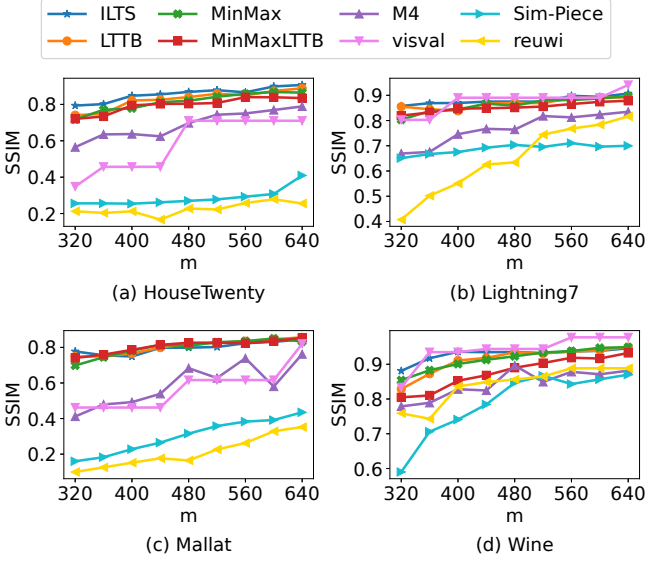 ILTS MinMax M4 Sim-Piece
LTTB MinMaxLTTB visval reuwi
SSIM
0.8
0.6
0.4
0.2
320 400 480 560 640
m
(a) HouseTwenty
SSIM
0.9
0.8
0.7
0.6
0.5
0.4
320 400 480 560 640
m
(b) Lightning7
SSIM
0.8
0.6
0.4
0.2
320 400 480 560 640
m
(c) Mallat
SSIM
0.9
0.8
0.7
0.6
320 400 480 560 640
m
(d) Wine